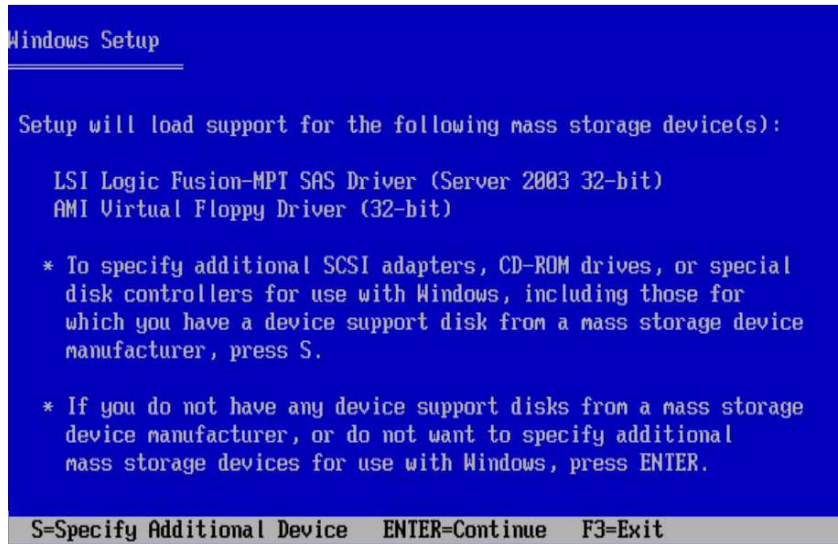 Windows Setup
Setup will load support for the following mass storage device(s):
LSI Logic Fusion-MPT SAS Driver (Server 2003 32-bit)
AMI Virtual Floppy Driver (32-bit)
* To specify additional SCSI adapters, CD-ROM drives, or special
disk controllers for use with Windows, including those for
which you have a device support disk from a mass storage device
manufacturer, press S.
* If you do not have any device support disks from a mass storage
device manufacturer, or do not want to specify additional
mass storage devices for use with Windows, press ENTER.
S=Specify Additional Device ENTER=Continue F3=Exit